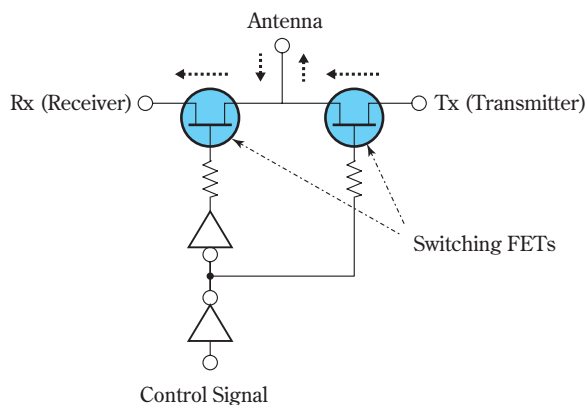 Antenna
Rx (Receiver)
Tx (Transmitter)
Switching FETs
Control Signal